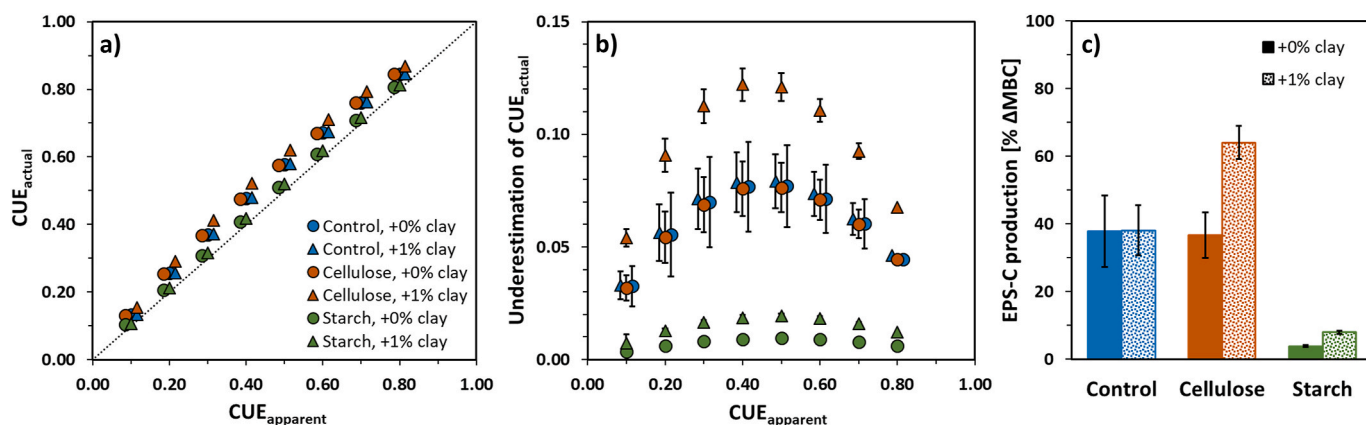 a)
1.00
0.80
0.60
0.40
0.20
0.00
CUEactual
Control, +0% clay
Control, +1% clay
Cellulose, +0% clay
Cellulose, +1% clay
Starch, +0% clay
Starch, +1% clay
0.00 0.20 0.40 0.60 0.80 1.00
CUEapparent
b)
0.15
0.10
0.05
0.00
Underestimation of CUEactual
0.00 0.20 0.40 0.60 0.80 1.00
CUEapparent
c)
100
80
60
40
20
0
EPS-C production [% ΔMBC]
+0% clay
+1% clay
Control Cellulose Starch